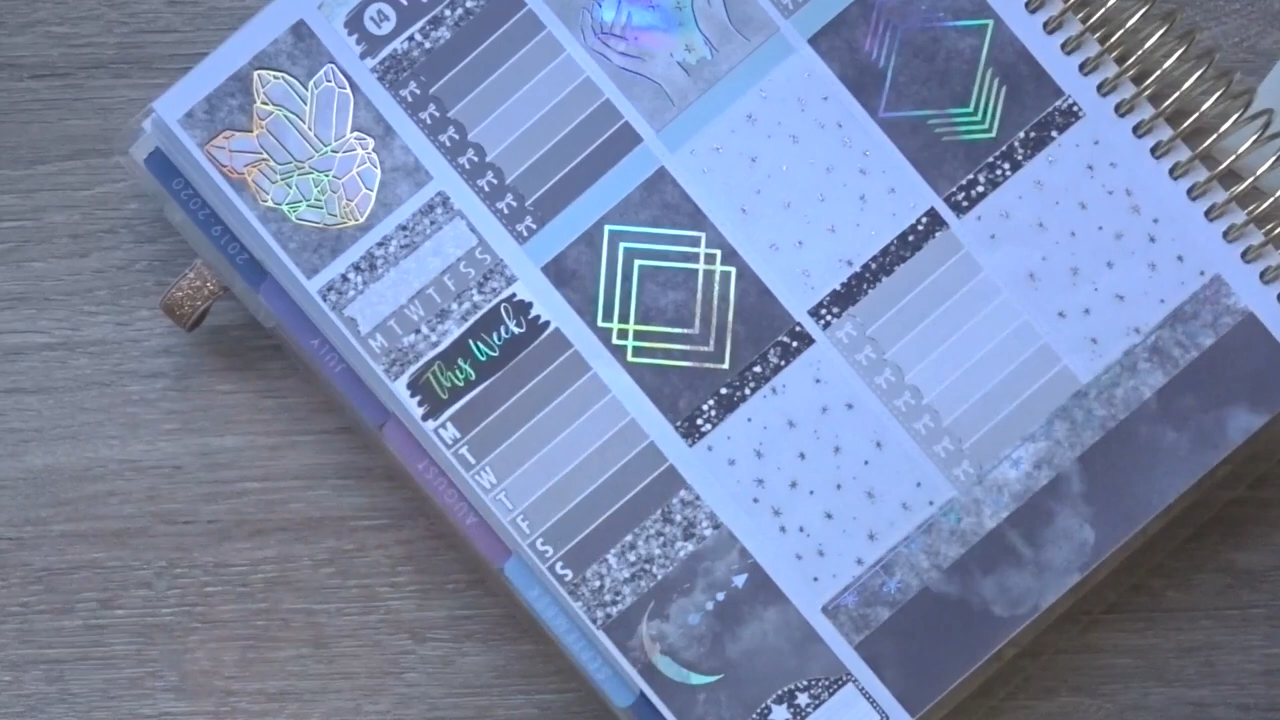 14
M T W T F S S
This Week
M
T
W
T
F
S
S
2019-2020
JULY
AUGUST